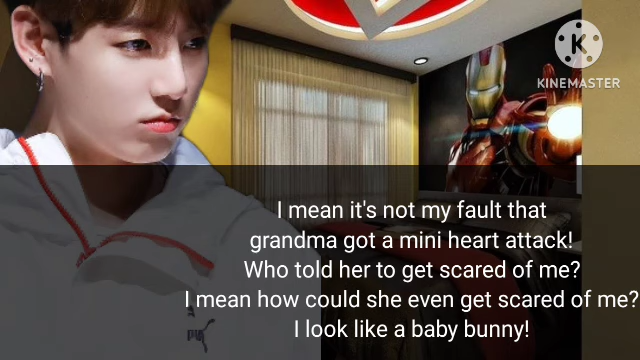 KINEMASTER
I mean it's not my fault that
grandma got a mini heart attack!
Who told her to get scared of me?
I mean how could she even get scared of me?
I look like a baby bunny!